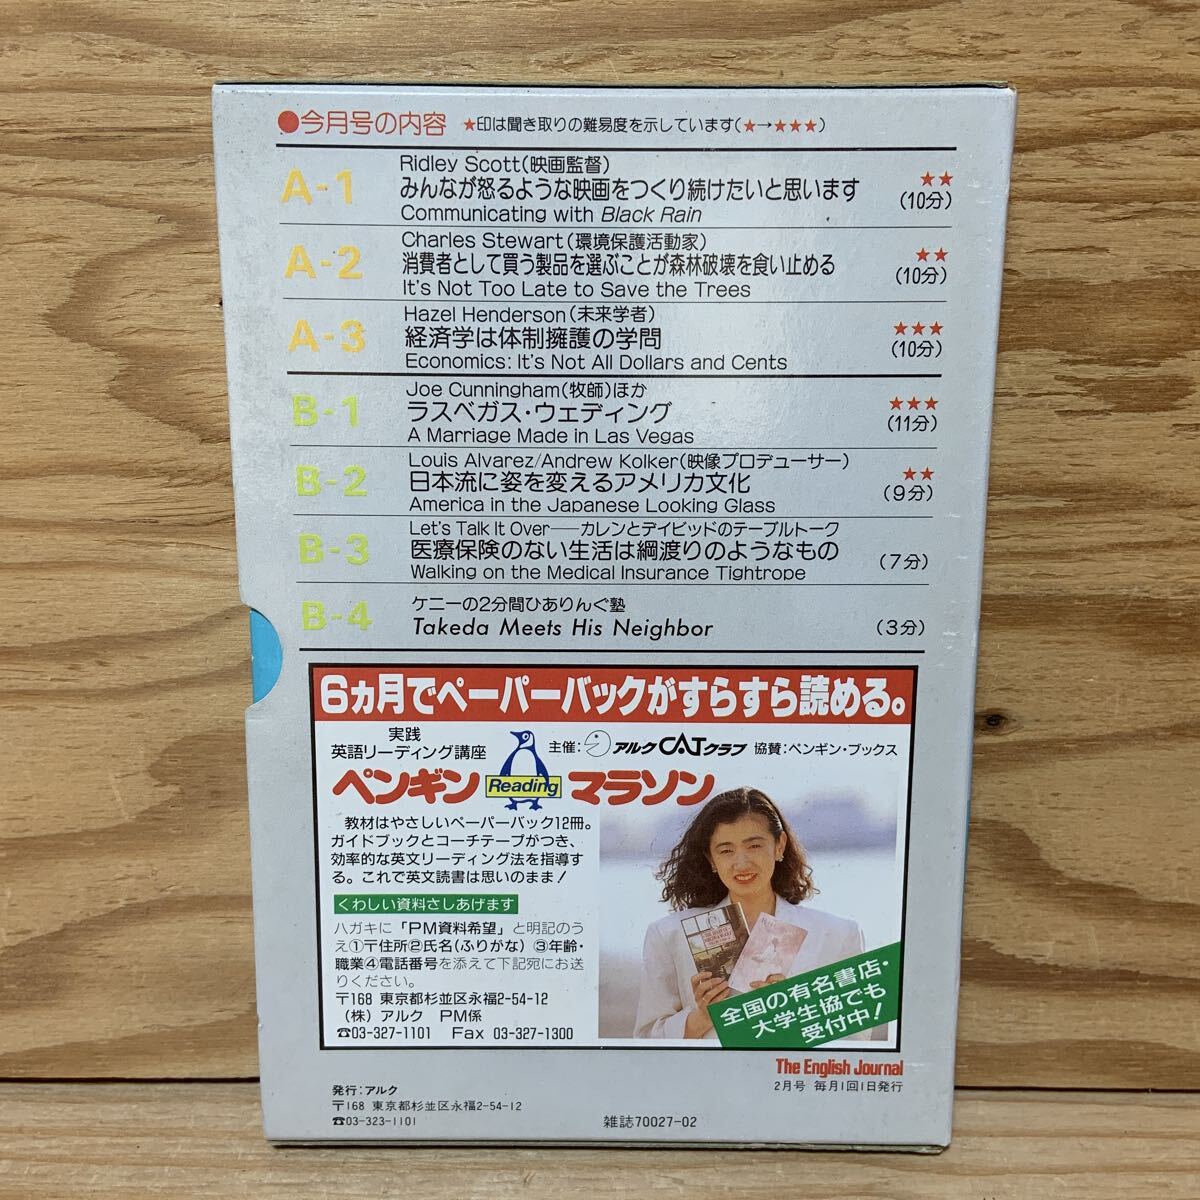 ●今月号の内容 ★印は聞き取りの難易度を示しています(★→★★★)
A-1
Ridley Scott(映画監督)
みんなが怒るような映画をつくり続けたいと思います
Communicating with Black Rain
★★
(10分)
A-2
Charles Stewart(環境保護活動家)
消費者として買う製品を選ぶことが森林破壊を食い止める
It's Not Too Late to Save the Trees
★★
(10分)
A-3
Hazel Henderson(未来学者)
経済学は体制擁護の学問
Economics: It's Not All Dollars and Cents
★★★
(10分)
B-1
Joe Cunningham(牧師)ほか
ラスベガス・ウェディング
A Marriage Made in Las Vegas
★★★
(11分)
B-2
Louis Alvarez/Andrew Kolker(映像プロデューサー)
日本流に姿を変えるアメリカ文化
America in the Japanese Looking Glass
★★
(9分)
B-3
Let's Talk It Over——カレンとデイビッドのテーブルトーク
医療保険のない生活は綱渡りのようなもの
Walking on the Medical Insurance Tightrope
(7分)
B-4
ケニーの2分間ひありんぐ塾
Takeda Meets His Neighbor
(3分)
6ヵ月でペーパーバックがすらすら読める。
実践
英語リーディング講座
主催: アルク CATクラブ 協賛:ペンギン・ブックス
ペンギン Reading マラソン
教材はやさしいペーパーバック12冊。
ガイドブックとコーチテープがつき、
効率的な英文リーディング法を指導す
る。これで英文読書は思いのまま!
くわしい資料さしあげます
ハガキに「PM資料希望」と明記のう
え①〒住所②氏名(ふりがな)③年齢・
職業④電話番号を添えて下記宛にお送
りください。
〒168 東京都杉並区永福2-54-12
(株)アルク PM係
☎03-327-1101 Fax 03-327-1300
全国の有名書店・
大学生協でも
受付中!
The English Journal
2月号 毎月1回1日発行
発行:アルク
〒168 東京都杉並区永福2-54-12
☎03-323-1101
雑誌70027-02